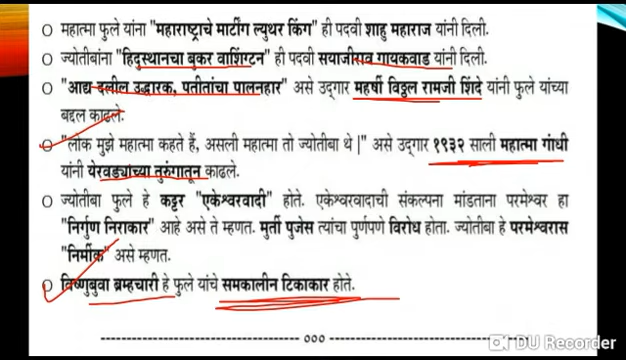 O महात्मा फुले यांना "महाराष्ट्राचे मार्टींग ल्युथर किंग" ही पदवी शाहु महाराज यांनी दिली.
O ज्योतीबांना "हिदुस्थानचा बुकर वाशिंग्टन" ही पदवी सयाजीराव गायकवाड यांनी दिली.
O "आद्य दलील उद्धारक, पतीतांचा पालनहार" असे उद्गार महर्षी विठ्ठल रामजी शिंदे यांनी फुले यांच्या
बद्दल काढले.
O "लोक मुझे महात्मा कहते हैं, असली महात्मा तो ज्योतीबा थे |" असे उद्गार १९३२ साली महात्मा गांधी
यांनी येरवड्याच्या तुरुंगातून काढले.
O ज्योतीबा फुले हे कट्टर "एकेश्वरवादी" होते. एकेश्वरवादाची संकल्पना मांडताना परमेश्वर हा
"निर्गुण निराकार" आहे असे ते म्हणत. मुर्ती पुजेस त्यांचा पुर्णपणे विरोध होता. ज्योतीबा हे परमेश्वरास
"निर्मीक" असे म्हणत.
O विष्णुबुवा ब्रम्हचारी हे फुले यांचे समकालीन टिकाकार होते.
०००
DU Recorder